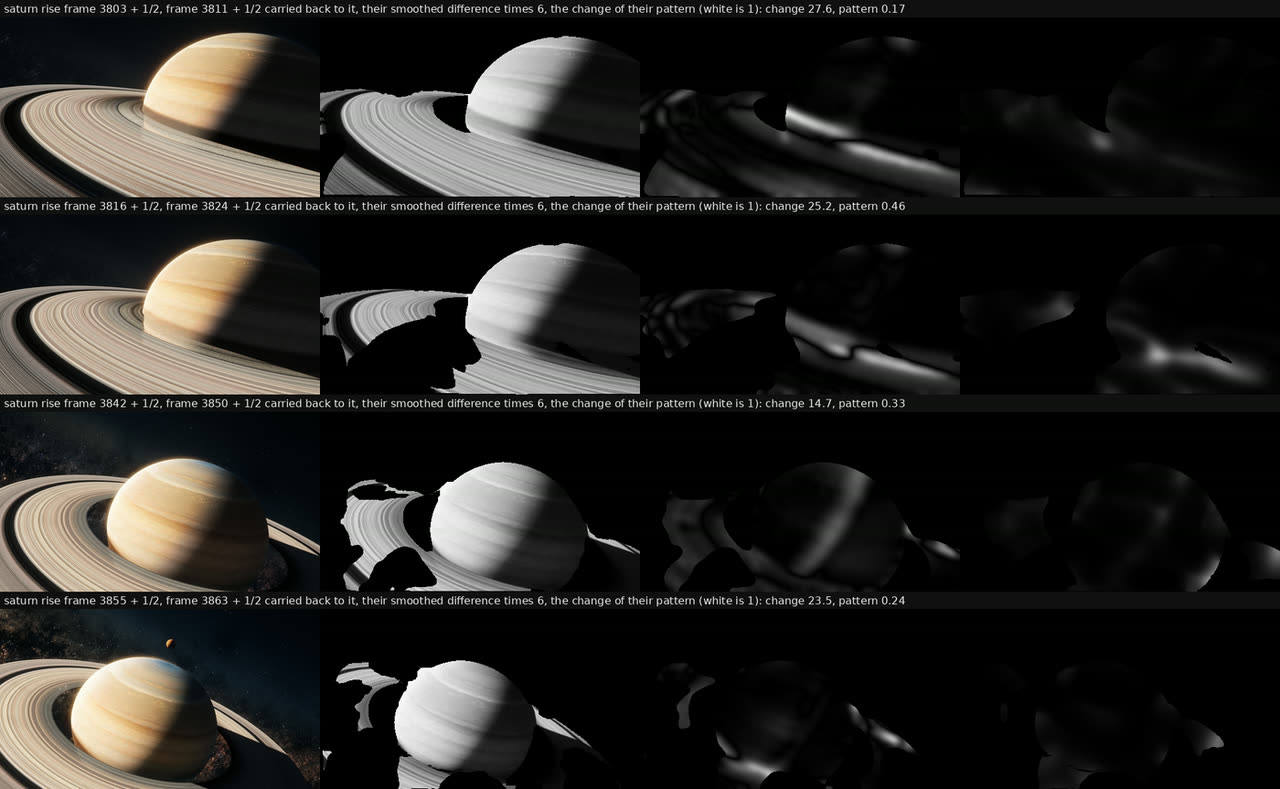 saturn rise frame 3803 + 1/2, frame 3811 + 1/2 carried back to it, their smoothed difference times 6, the change of their pattern (white is 1): change 27.6, pattern 0.17
saturn rise frame 3816 + 1/2, frame 3824 + 1/2 carried back to it, their smoothed difference times 6, the change of their pattern (white is 1): change 25.2, pattern 0.46
saturn rise frame 3842 + 1/2, frame 3850 + 1/2 carried back to it, their smoothed difference times 6, the change of their pattern (white is 1): change 14.7, pattern 0.33
saturn rise frame 3855 + 1/2, frame 3863 + 1/2 carried back to it, their smoothed difference times 6, the change of their pattern (white is 1): change 23.5, pattern 0.24